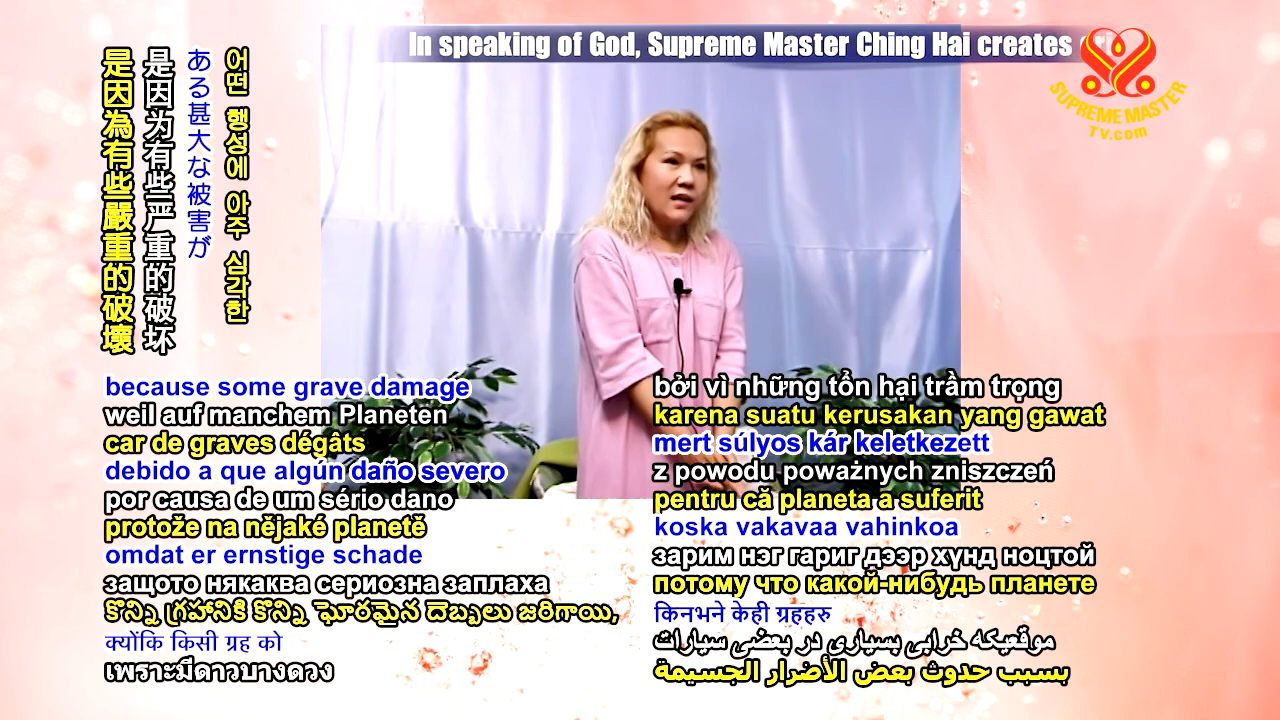 In speaking of God, Supreme Master Ching Hai creates
SUPREME MASTER
TV.com
어떤 행성에 아주 심각한
ある甚大な被害が
是因为有些严重的破坏
是因為有些嚴重的破壞
because some grave damage
weil auf manchem Planeten
car de graves dégâts
debido a que algún daño severo
por causa de um sério dano
protože na nějaké planetě
omdat er ernstige schade
защото някаква сериозна заплаха
కొన్ని గ్రహానికి కొన్ని ఘోరమైన దెబ్బలు జరిగాయి,
क्योंकि किसी ग्रह को
เพราะมีดาวบางดวง
bởi vì những tổn hại trầm trọng
karena suatu kerusakan yang gawat
mert súlyos kár keletkezett
z powodu poważnych zniszczeń
pentru că planeta a suferit
koska vakavaa vahinkoa
зарим нэг гариг дээр хүнд ноцтой
потому что какой-нибудь планете
किनभने केही ग्रहहरु
موقعیکه خرابی بسیاری در بعضی سیارات
بسبب حدوث بعض الأضرار الجسيمة